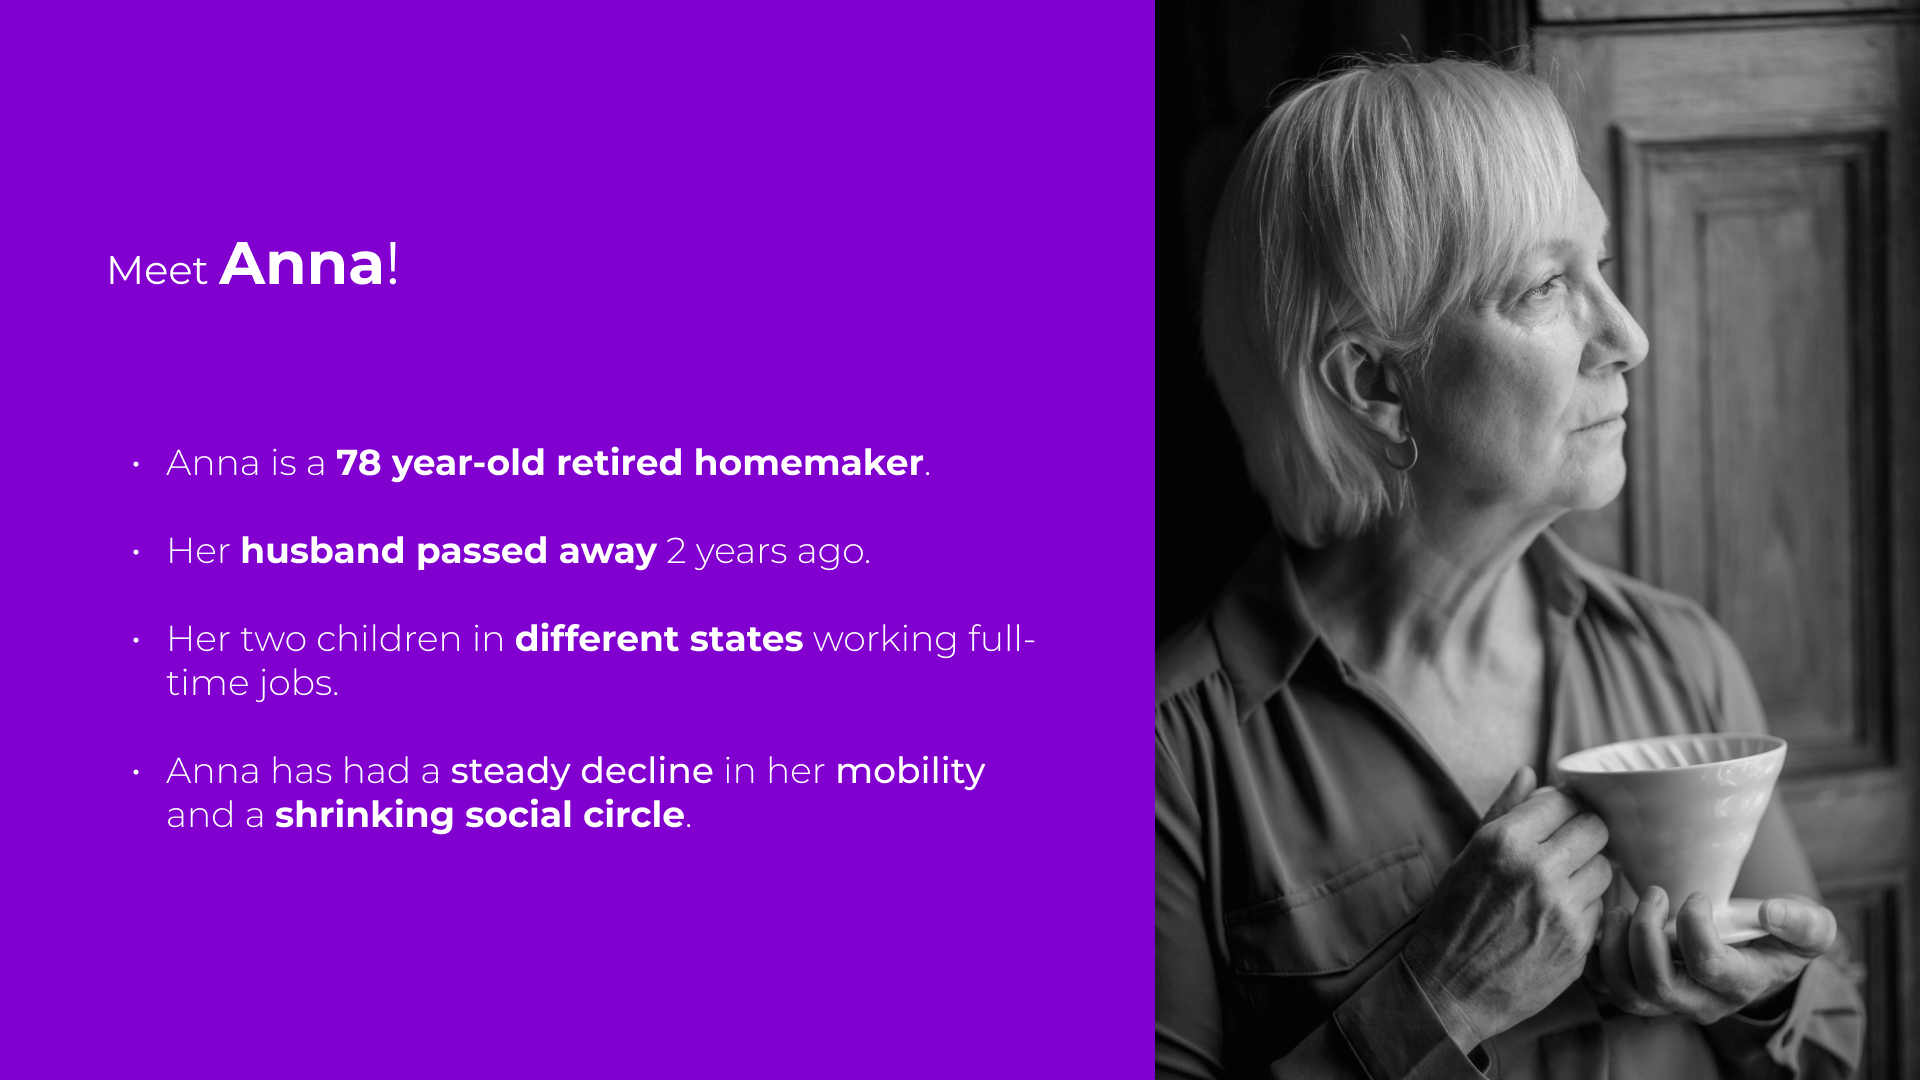 Meet Anna!
• Anna is a 78 year-old retired homemaker.
• Her husband passed away 2 years ago.
• Her two children in different states working full-
time jobs.
• Anna has had a steady decline in her mobility
and a shrinking social circle.